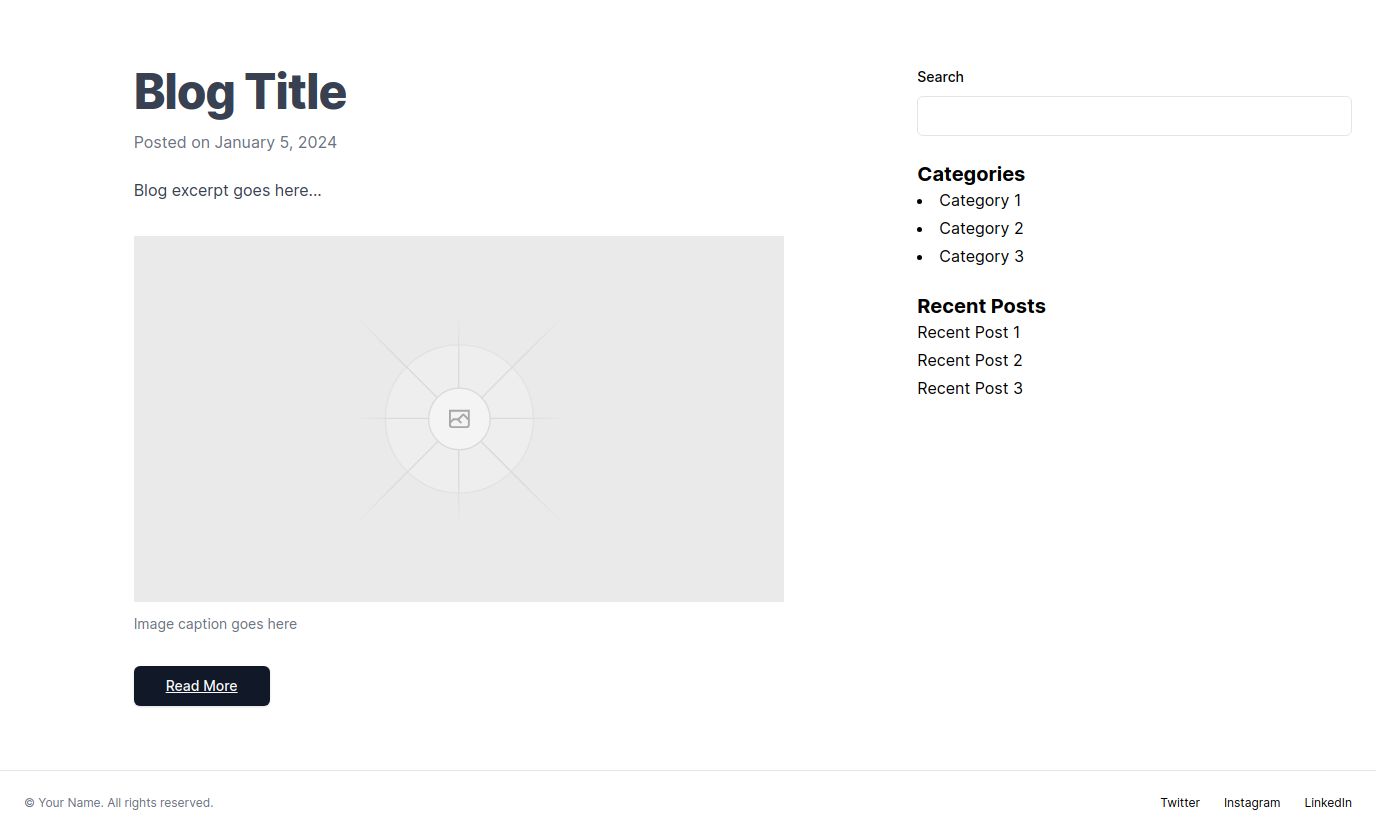 Blog Title
Posted on January 5, 2024
Blog excerpt goes here...
Image caption goes here
Read More
Search
Categories
Category 1
Category 2
Category 3
Recent Posts
Recent Post 1
Recent Post 2
Recent Post 3
© Your Name. All rights reserved.
Twitter Instagram LinkedIn